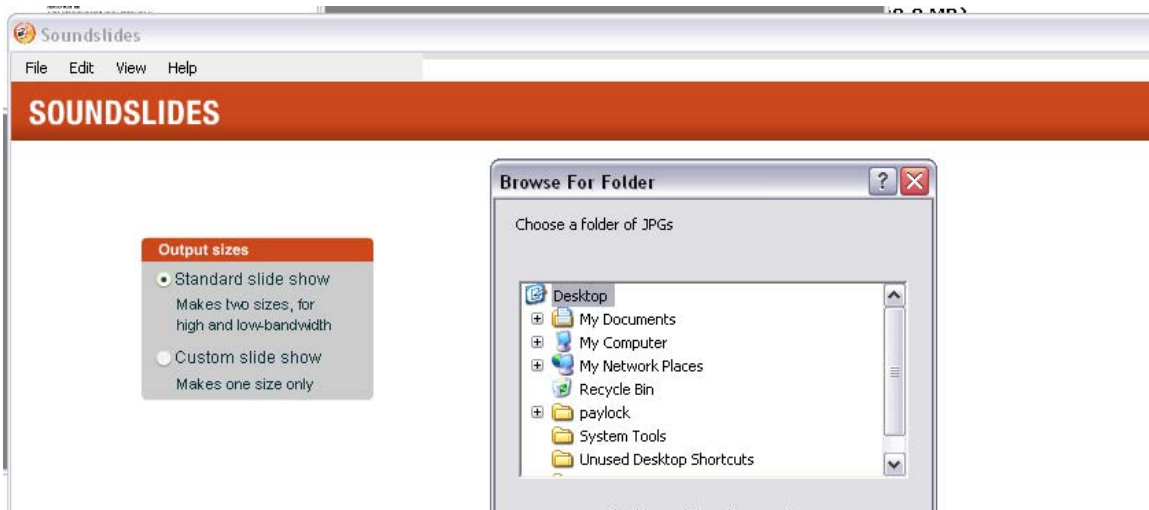 Soundslides
File Edit View Help
SOUNDSLIDES
Output sizes
Standard slide show
Makes two sizes, for
high and low-bandwidth
Custom slide show
Makes one size only
Browse For Folder
Choose a folder of JPGs
Desktop
My Documents
My Computer
My Network Places
Recycle Bin
paylock
System Tools
Unused Desktop Shortcuts